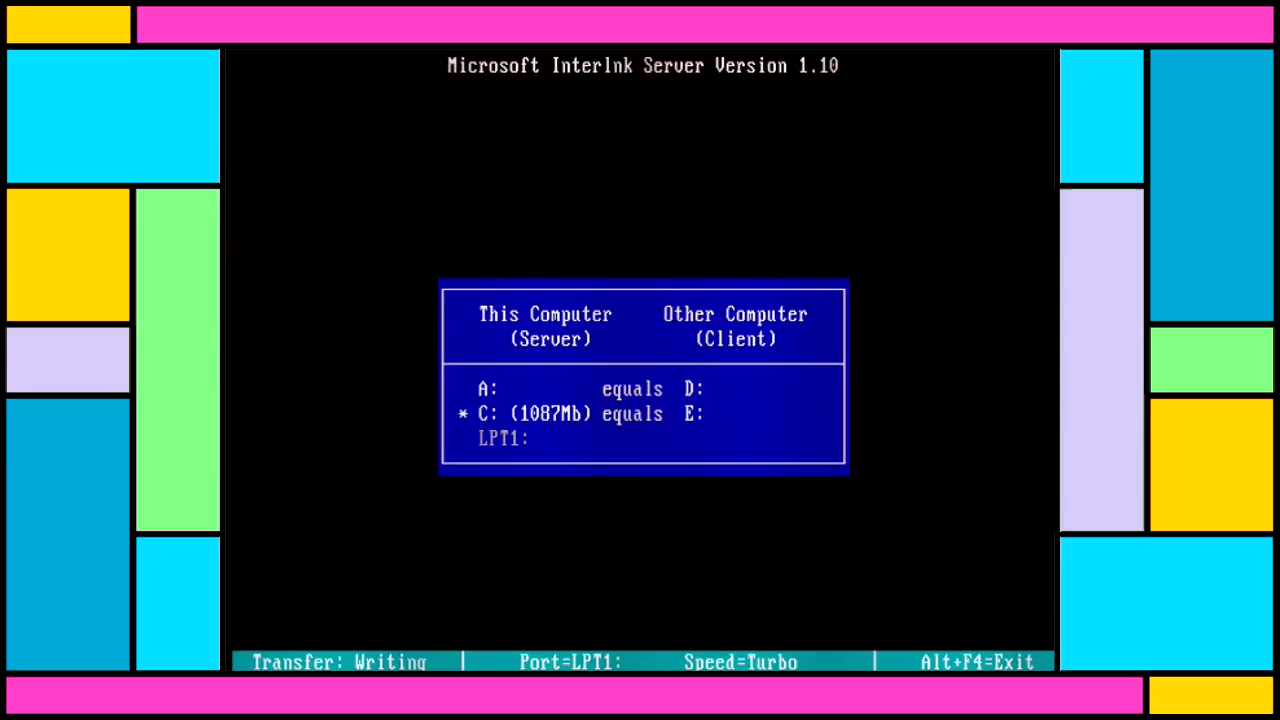 Microsoft Interlnk Server Version 1.10
This Computer Other Computer
(Server) (Client)
A: equals D:
* C: (1087Mb) equals E:
LPT1:
Transfer: Writing | Port=LPT1: Speed=Turbo | Alt+F4=Exit